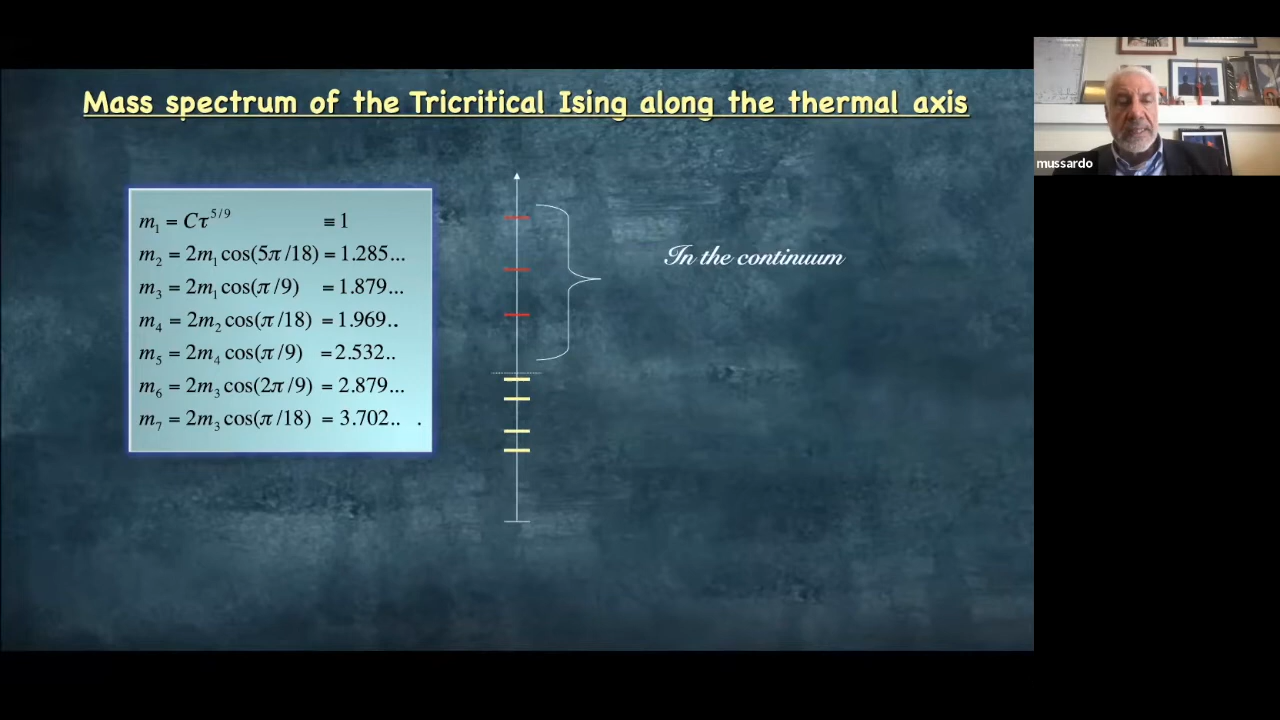 Mass spectrum of the Tricritical Ising along the thermal axis
m₁ = Cτ^5/9 ≡ 1
m₂ = 2m₁ cos(5π/18) = 1.285...
m₃ = 2m₁ cos(π/9) = 1.879...
m₄ = 2m₂ cos(π/18) = 1.969..
m₅ = 2m₄ cos(π/9) = 2.532..
m₆ = 2m₃ cos(2π/9) = 2.879...
m₇ = 2m₃ cos(π/18) = 3.702.. .
In the continuum
mussardo